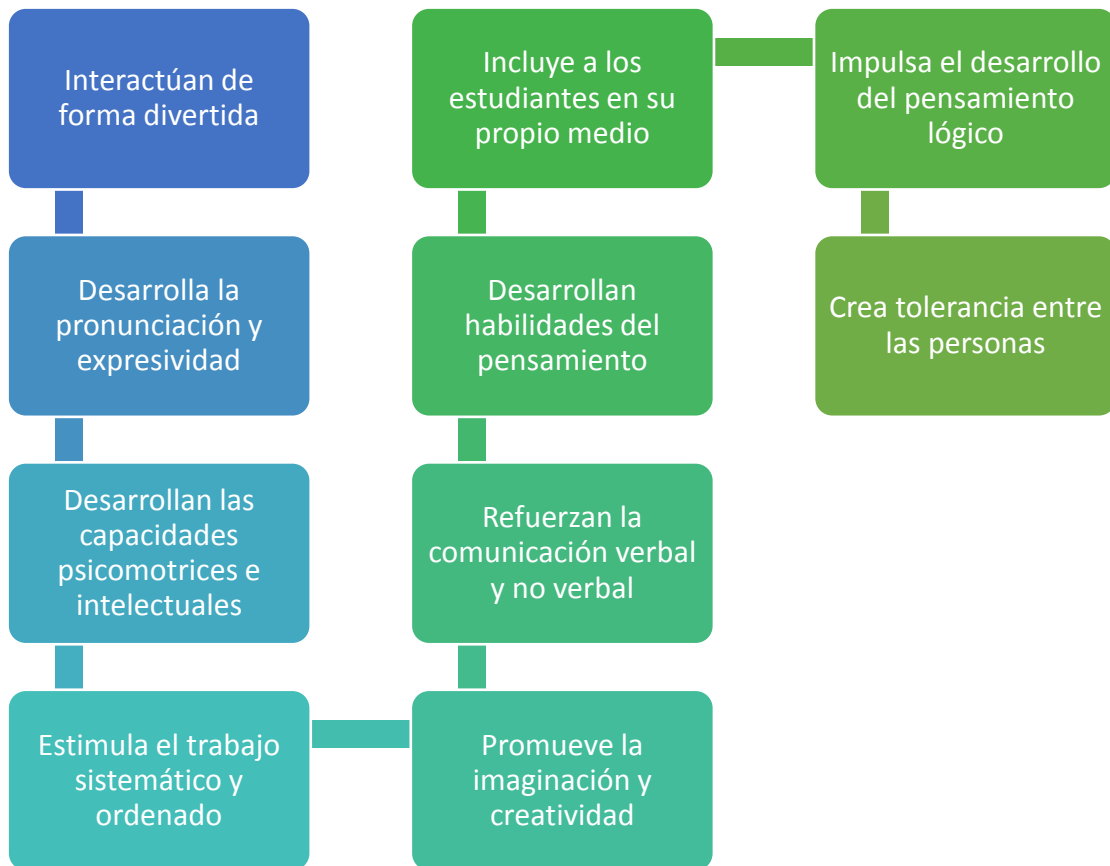 Interactúan de
forma divertida
Desarrolla la
pronunciación y
expresividad
Desarrollan las
capacidades
psicomotrices e
intelectuales
Estimula el trabajo
sistemático y
ordenado
Promueve la
imaginación y
creatividad
Refuerzan la
comunicación verbal
y no verbal
Desarrollan
habilidades del
pensamiento
Incluye a los
estudiantes en su
propio medio
Impulsa el desarrollo
del pensamiento
lógico
Crea tolerancia entre
las personas